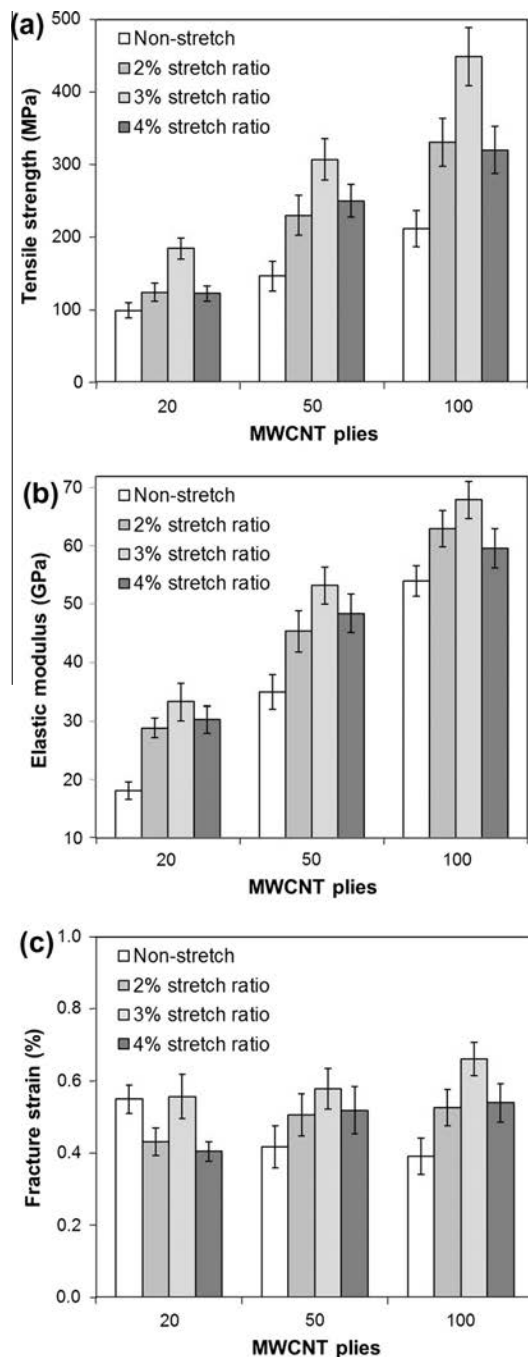 (a)
500
400
300
200
100
0
Tensile strength (MPa)
Non-stretch
2% stretch ratio
3% stretch ratio
4% stretch ratio
20 50 100
MWCNT plies
(b)
70
60
50
40
30
20
10
Elastic modulus (GPa)
Non-stretch
2% stretch ratio
3% stretch ratio
4% stretch ratio
20 50 100
MWCNT plies
(c)
1.0
0.8
0.6
0.4
0.2
0.0
Fracture strain (%)
Non-stretch
2% stretch ratio
3% stretch ratio
4% stretch ratio
20 50 100
MWCNT plies